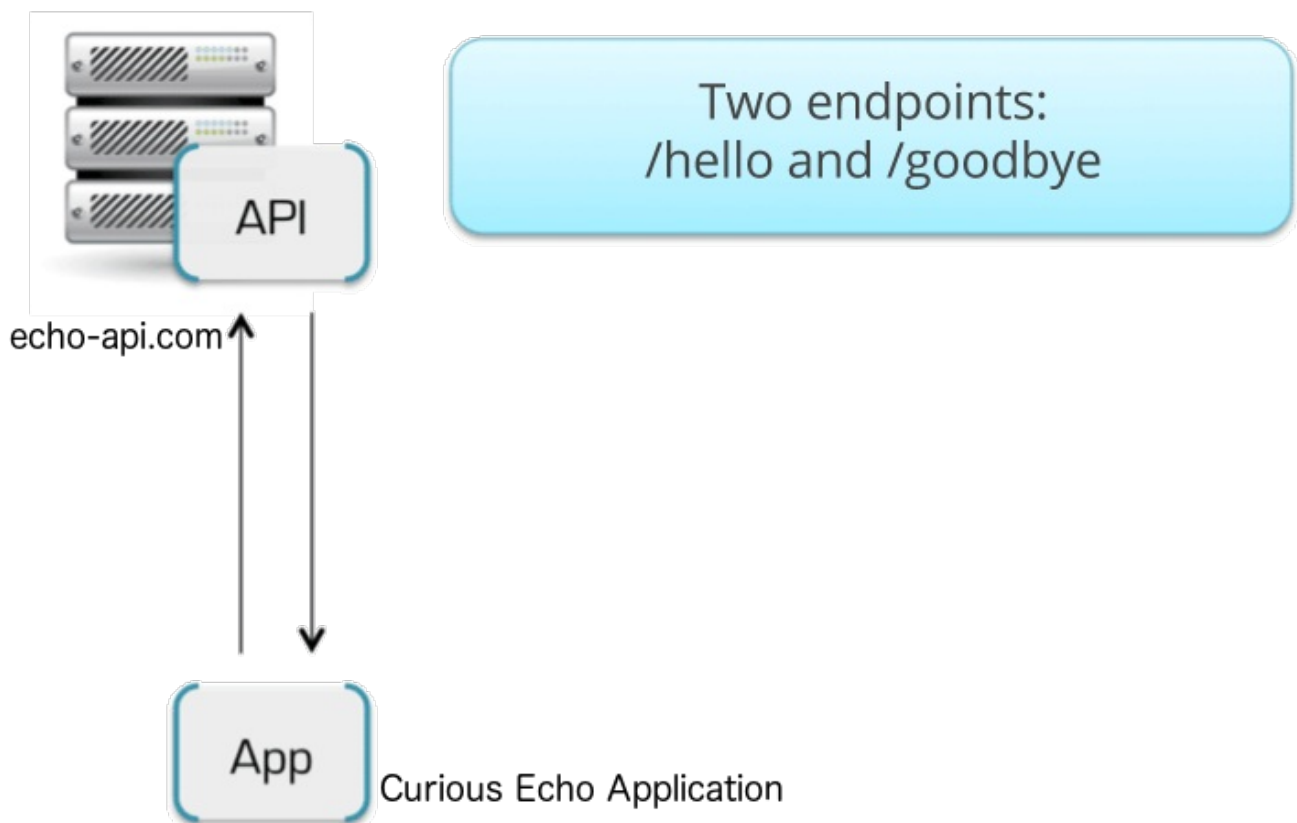 Two endpoints:
/hello and /goodbye
API
echo-api.com
App
Curious Echo Application